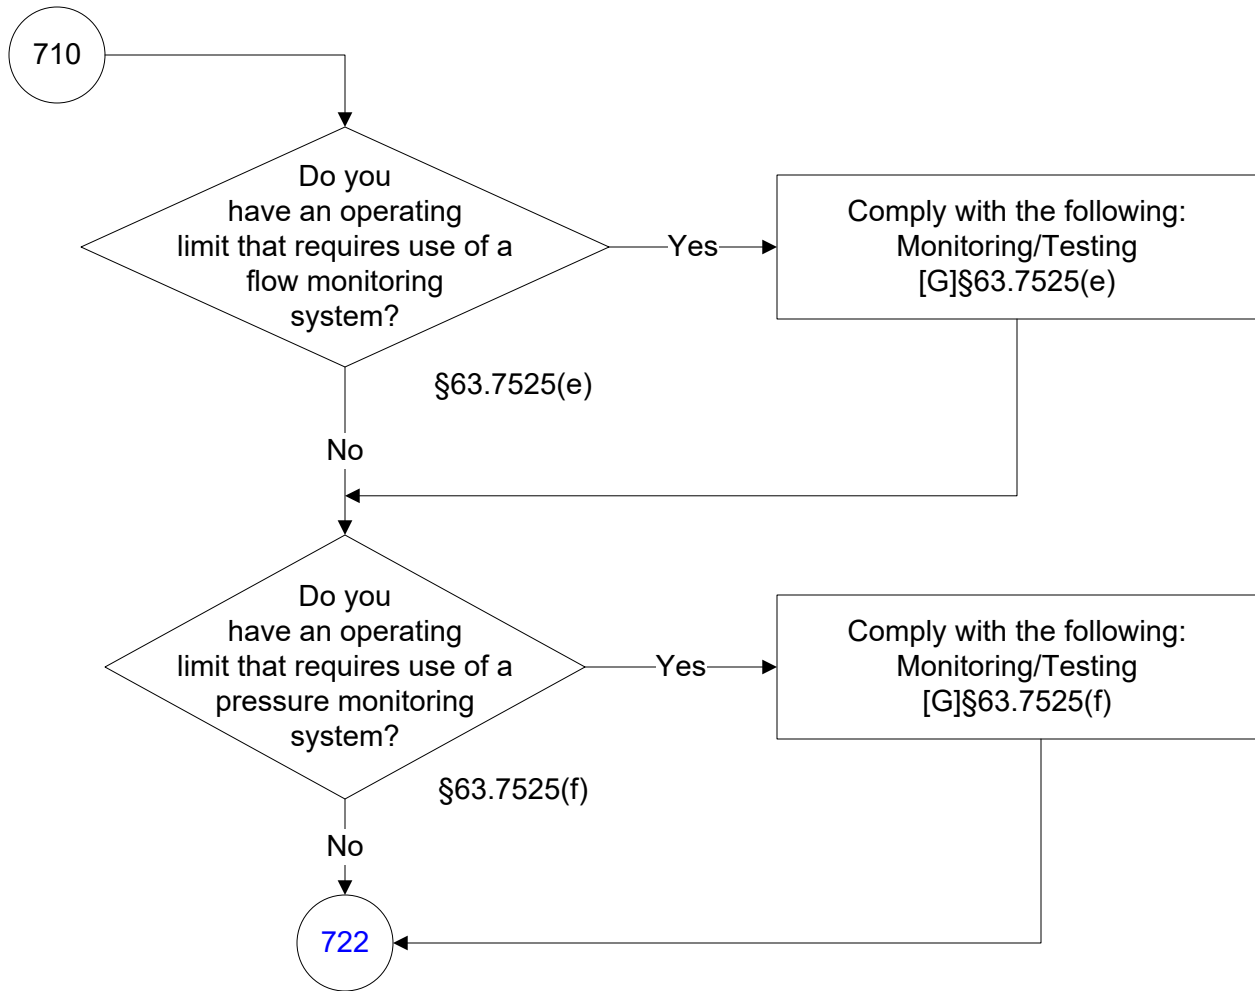 710
Do you
have an operating
limit that requires use of a
flow monitoring
system?
Yes
Comply with the following:
Monitoring/Testing
[G]§63.7525(e)
§63.7525(e)
No
Do you
have an operating
limit that requires use of a
pressure monitoring
system?
Yes
Comply with the following:
Monitoring/Testing
[G]§63.7525(f)
§63.7525(f)
No
722